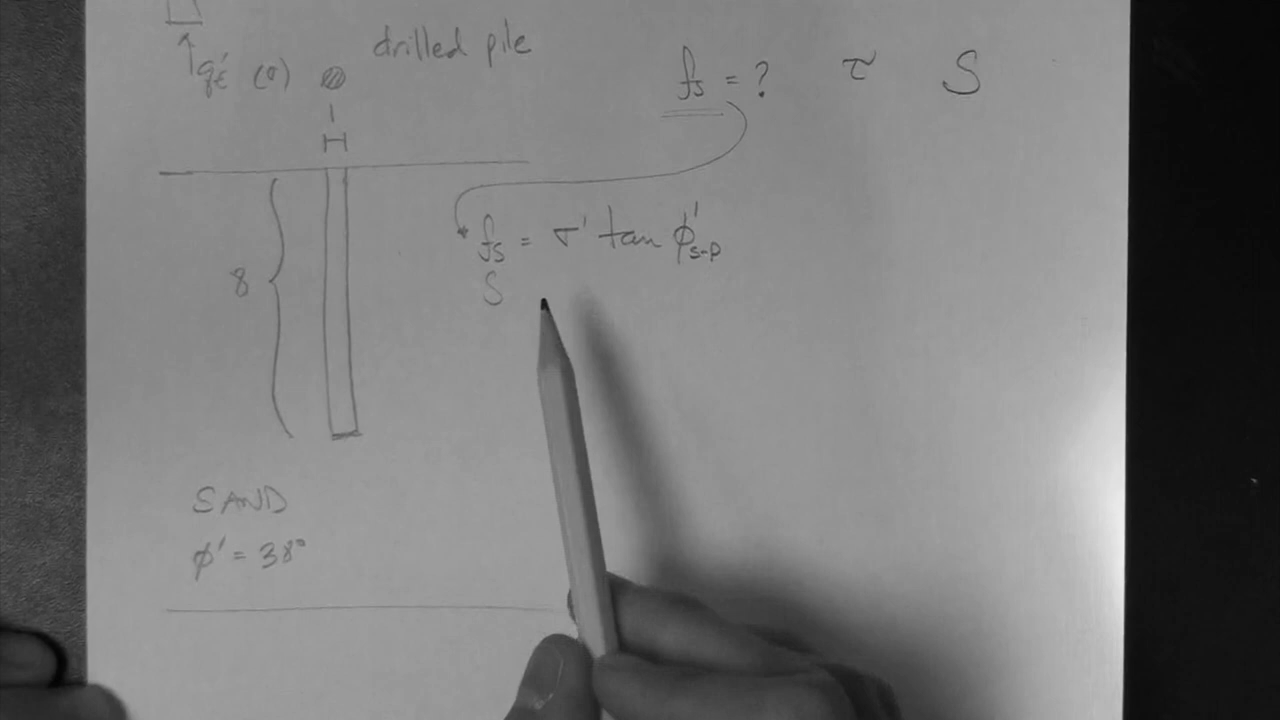 drilled pile
q't (0)
fs = ? τ S
8
fs = σ' tan ϕ's-p
S
SAND
ϕ' = 38°